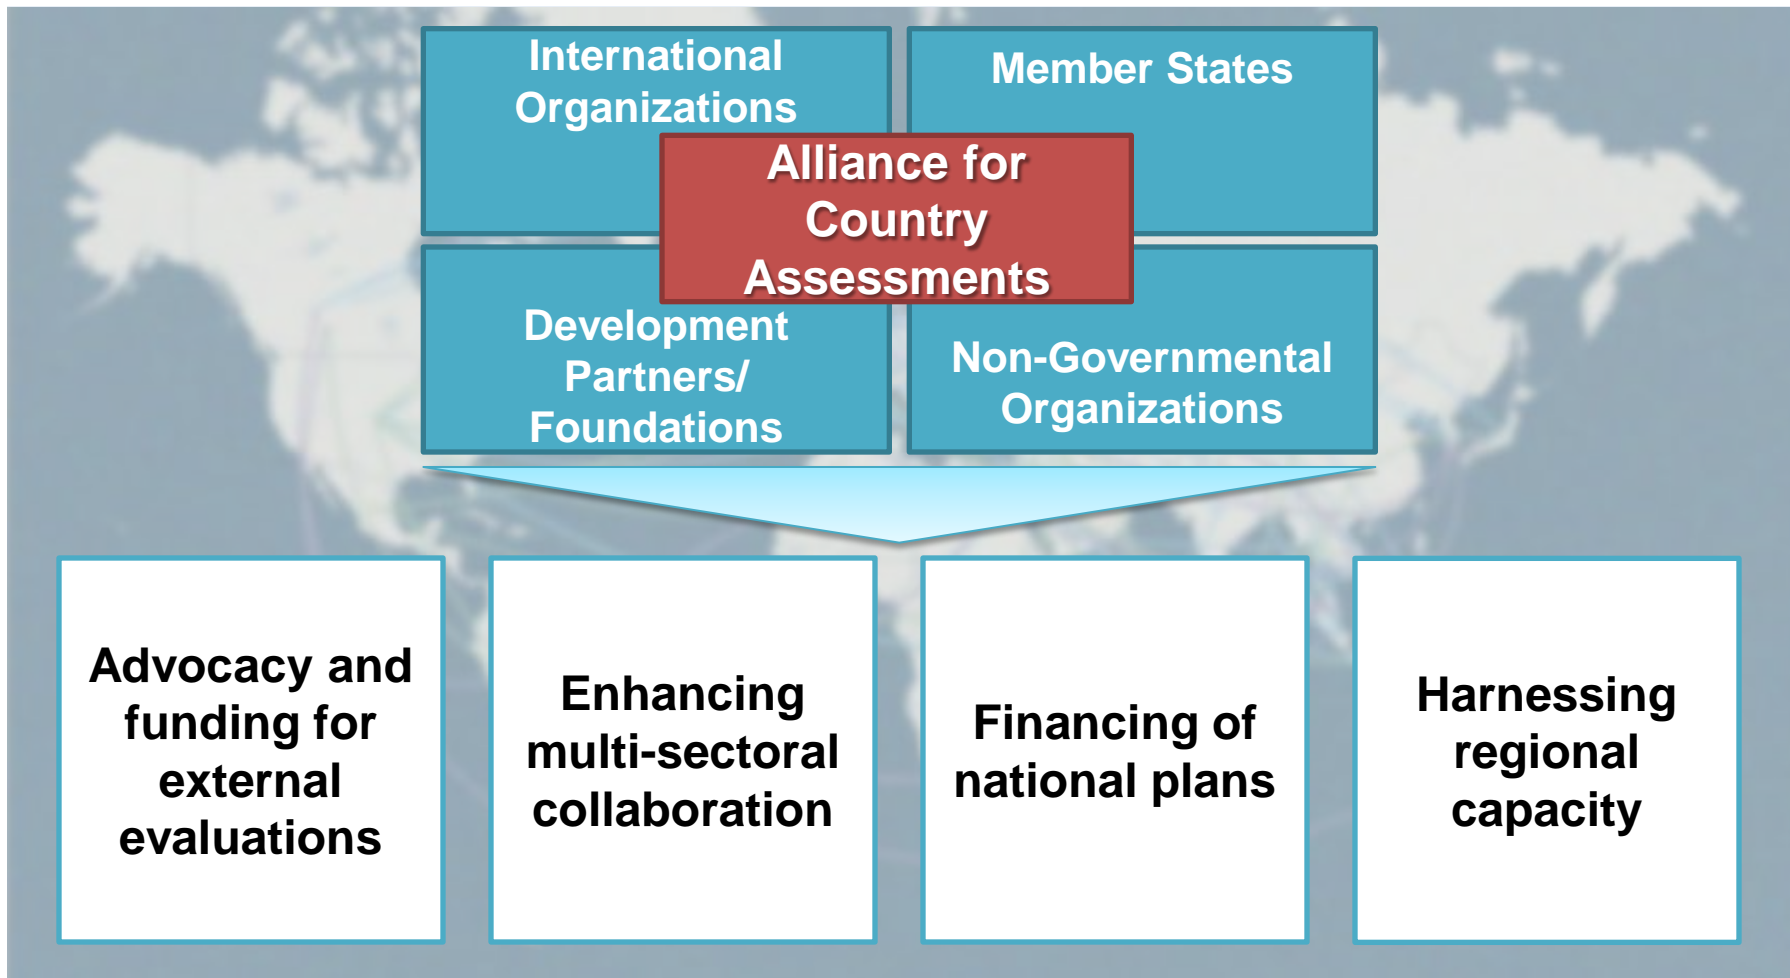 International
Organizations
Member States
Alliance for
Country
Assessments
Development
Partners/
Foundations
Non-Governmental
Organizations
Advocacy and
funding for
external
evaluations
Enhancing
multi-sectoral
collaboration
Financing of
national plans
Harnessing
regional
capacity